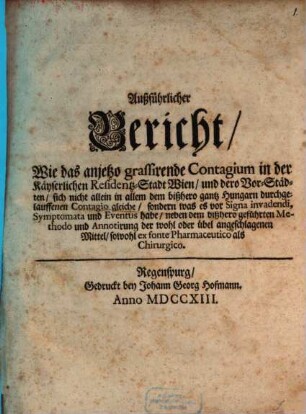 1
Außführlicher
Bericht/
Wie das anjetzo grassirende Contagium in der
Käyserlichen Residentz-Stadt Wien/ und dero Vor-Städ-
ten/ sich nicht allein in allem dem bißhero gantz Hungarn durchge-
lauffenen Contagio gleiche/ sondern was es vor Signa invadendi,
Symptomata und Eventus habe/ neben dem bißhero geführten Me-
thodo und Annotirung der wohl oder übel angeschlagenen
Mittel/ sowohl ex fonte Pharmaceutico als
Chirurgico.
Regenspurg/
Gedruckt bey Johann Georg Hofmann.
Anno MDCCXIII.